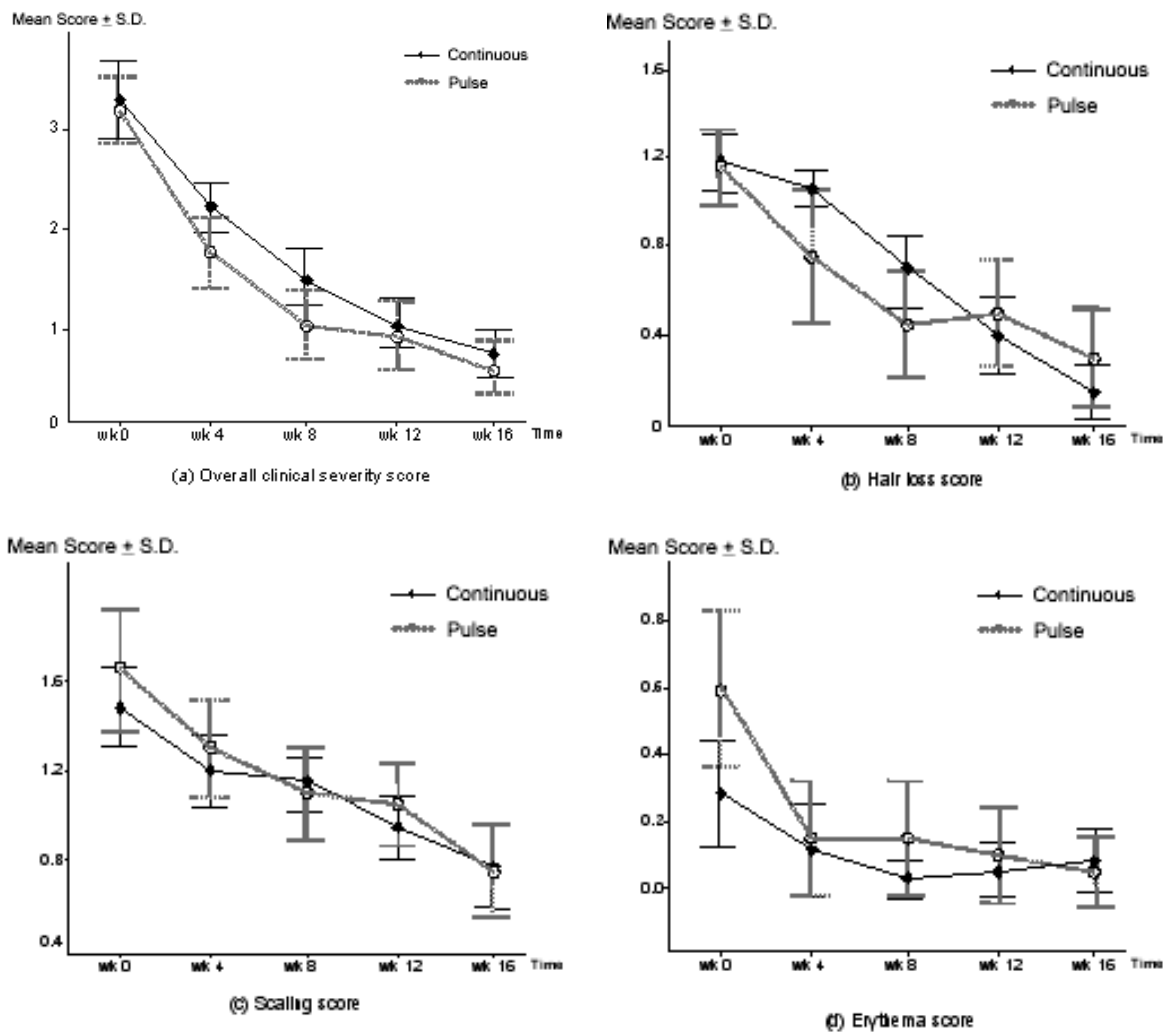 Mean Score ± S.D.
Continuous
Pulse
3
2
1
0
wk 0 wk 4 wk 8 wk 12 wk 16 Time
(a) Overall clinical severity score
Mean Score ± S.D.
Continuous
Pulse
1.6
1.2
0.8
0.4
0
wk 0 wk 4 wk 8 wk 12 wk 16 Time
(b) Hair loss score
Mean Score ± S.D.
Continuous
Pulse
1.6
1.2
0.8
0.4
wk 0 wk 4 wk 8 wk 12 wk 16 Time
(c) Scaling score
Mean Score ± S.D.
Continuous
Pulse
0.8
0.6
0.4
0.2
0.0
wk 0 wk 4 wk 8 wk 12 wk 16 Time
(d) Erythema score